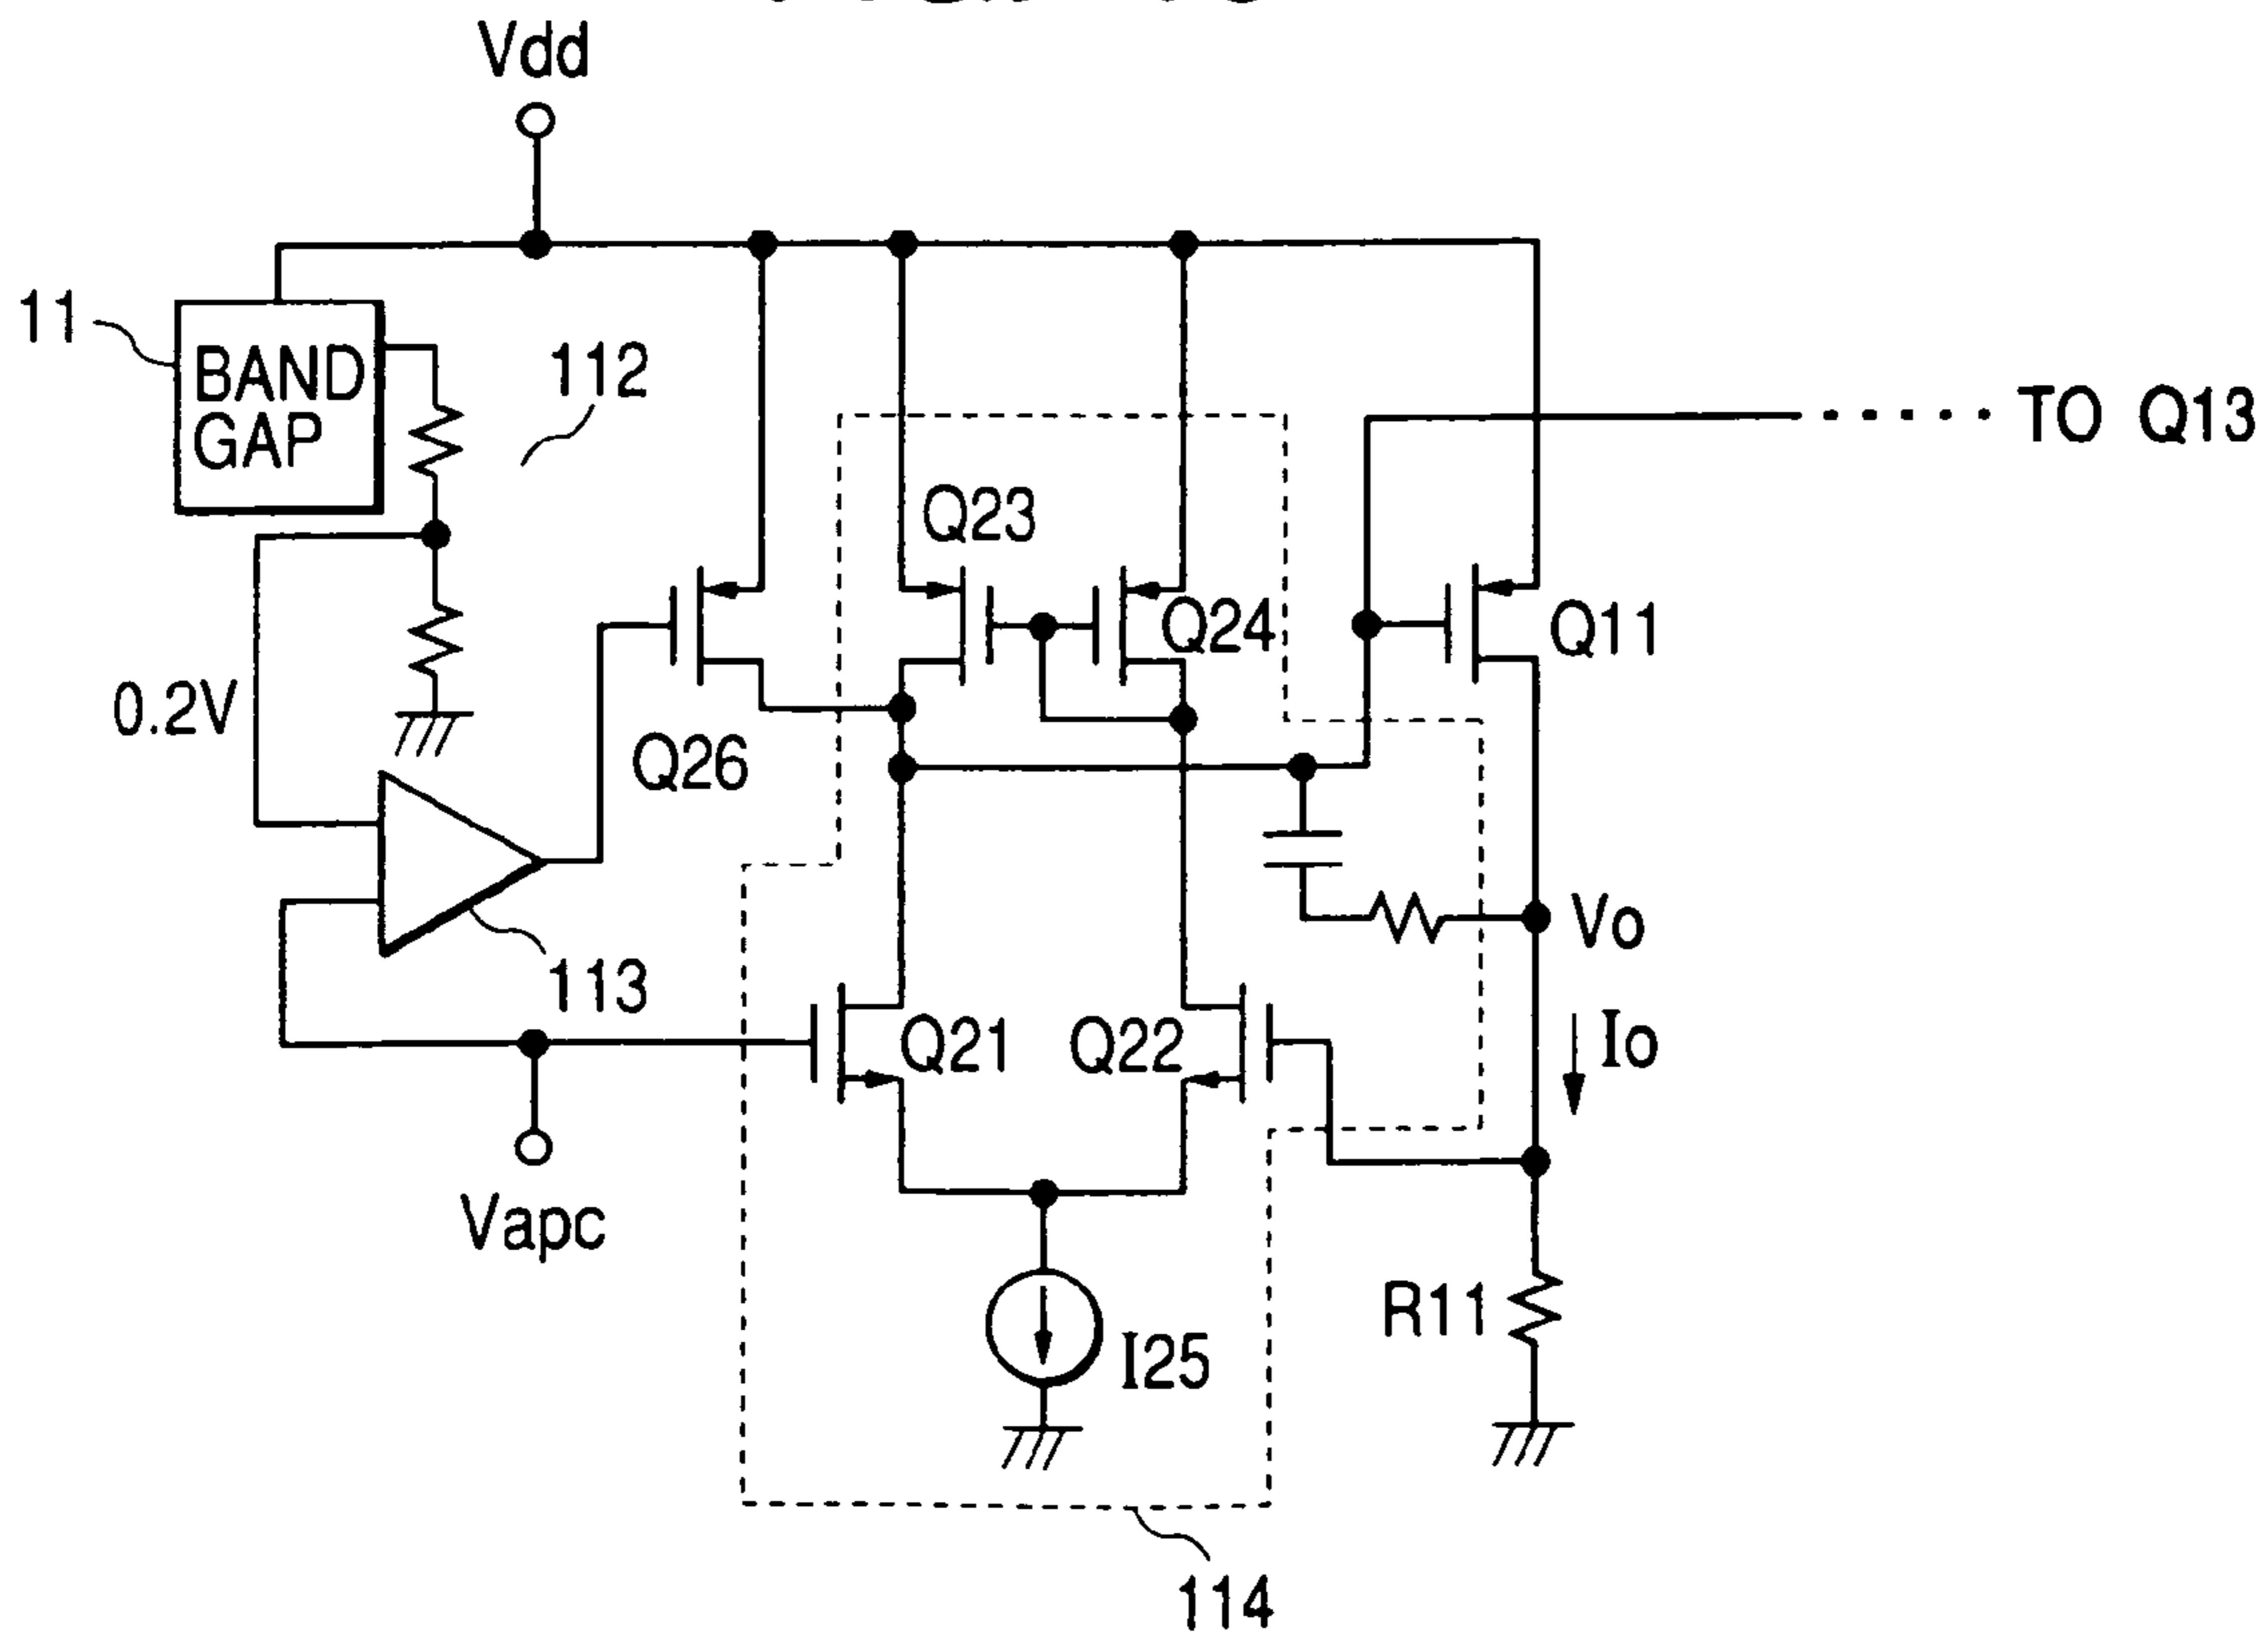 Vdd
11
BAND
GAP
112
TO Q13
Q23
Q24
Q11
0.2V
Q26
Vo
113
Q21
Q22
Io
Vapc
R11
I25
114